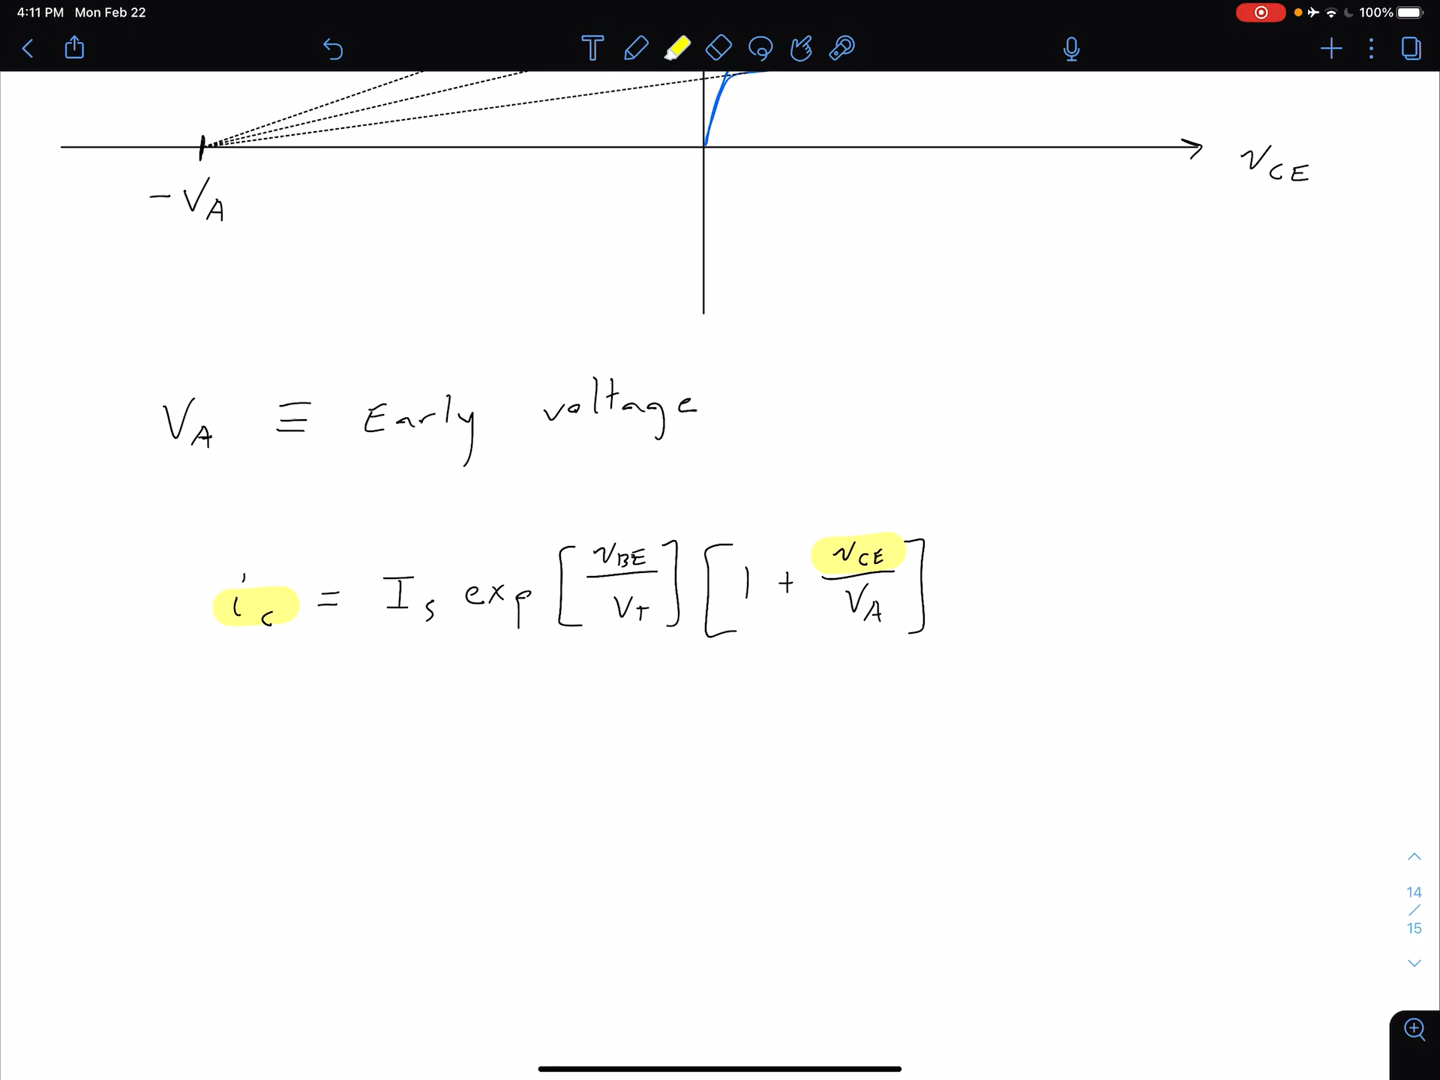 4:11 PM Mon Feb 22
100%
T
v_CE
-V_A
V_A ≡ Early voltage
i_c = I_s exp [v_BE / V_T] [1 + v_CE / V_A]
14
/
15